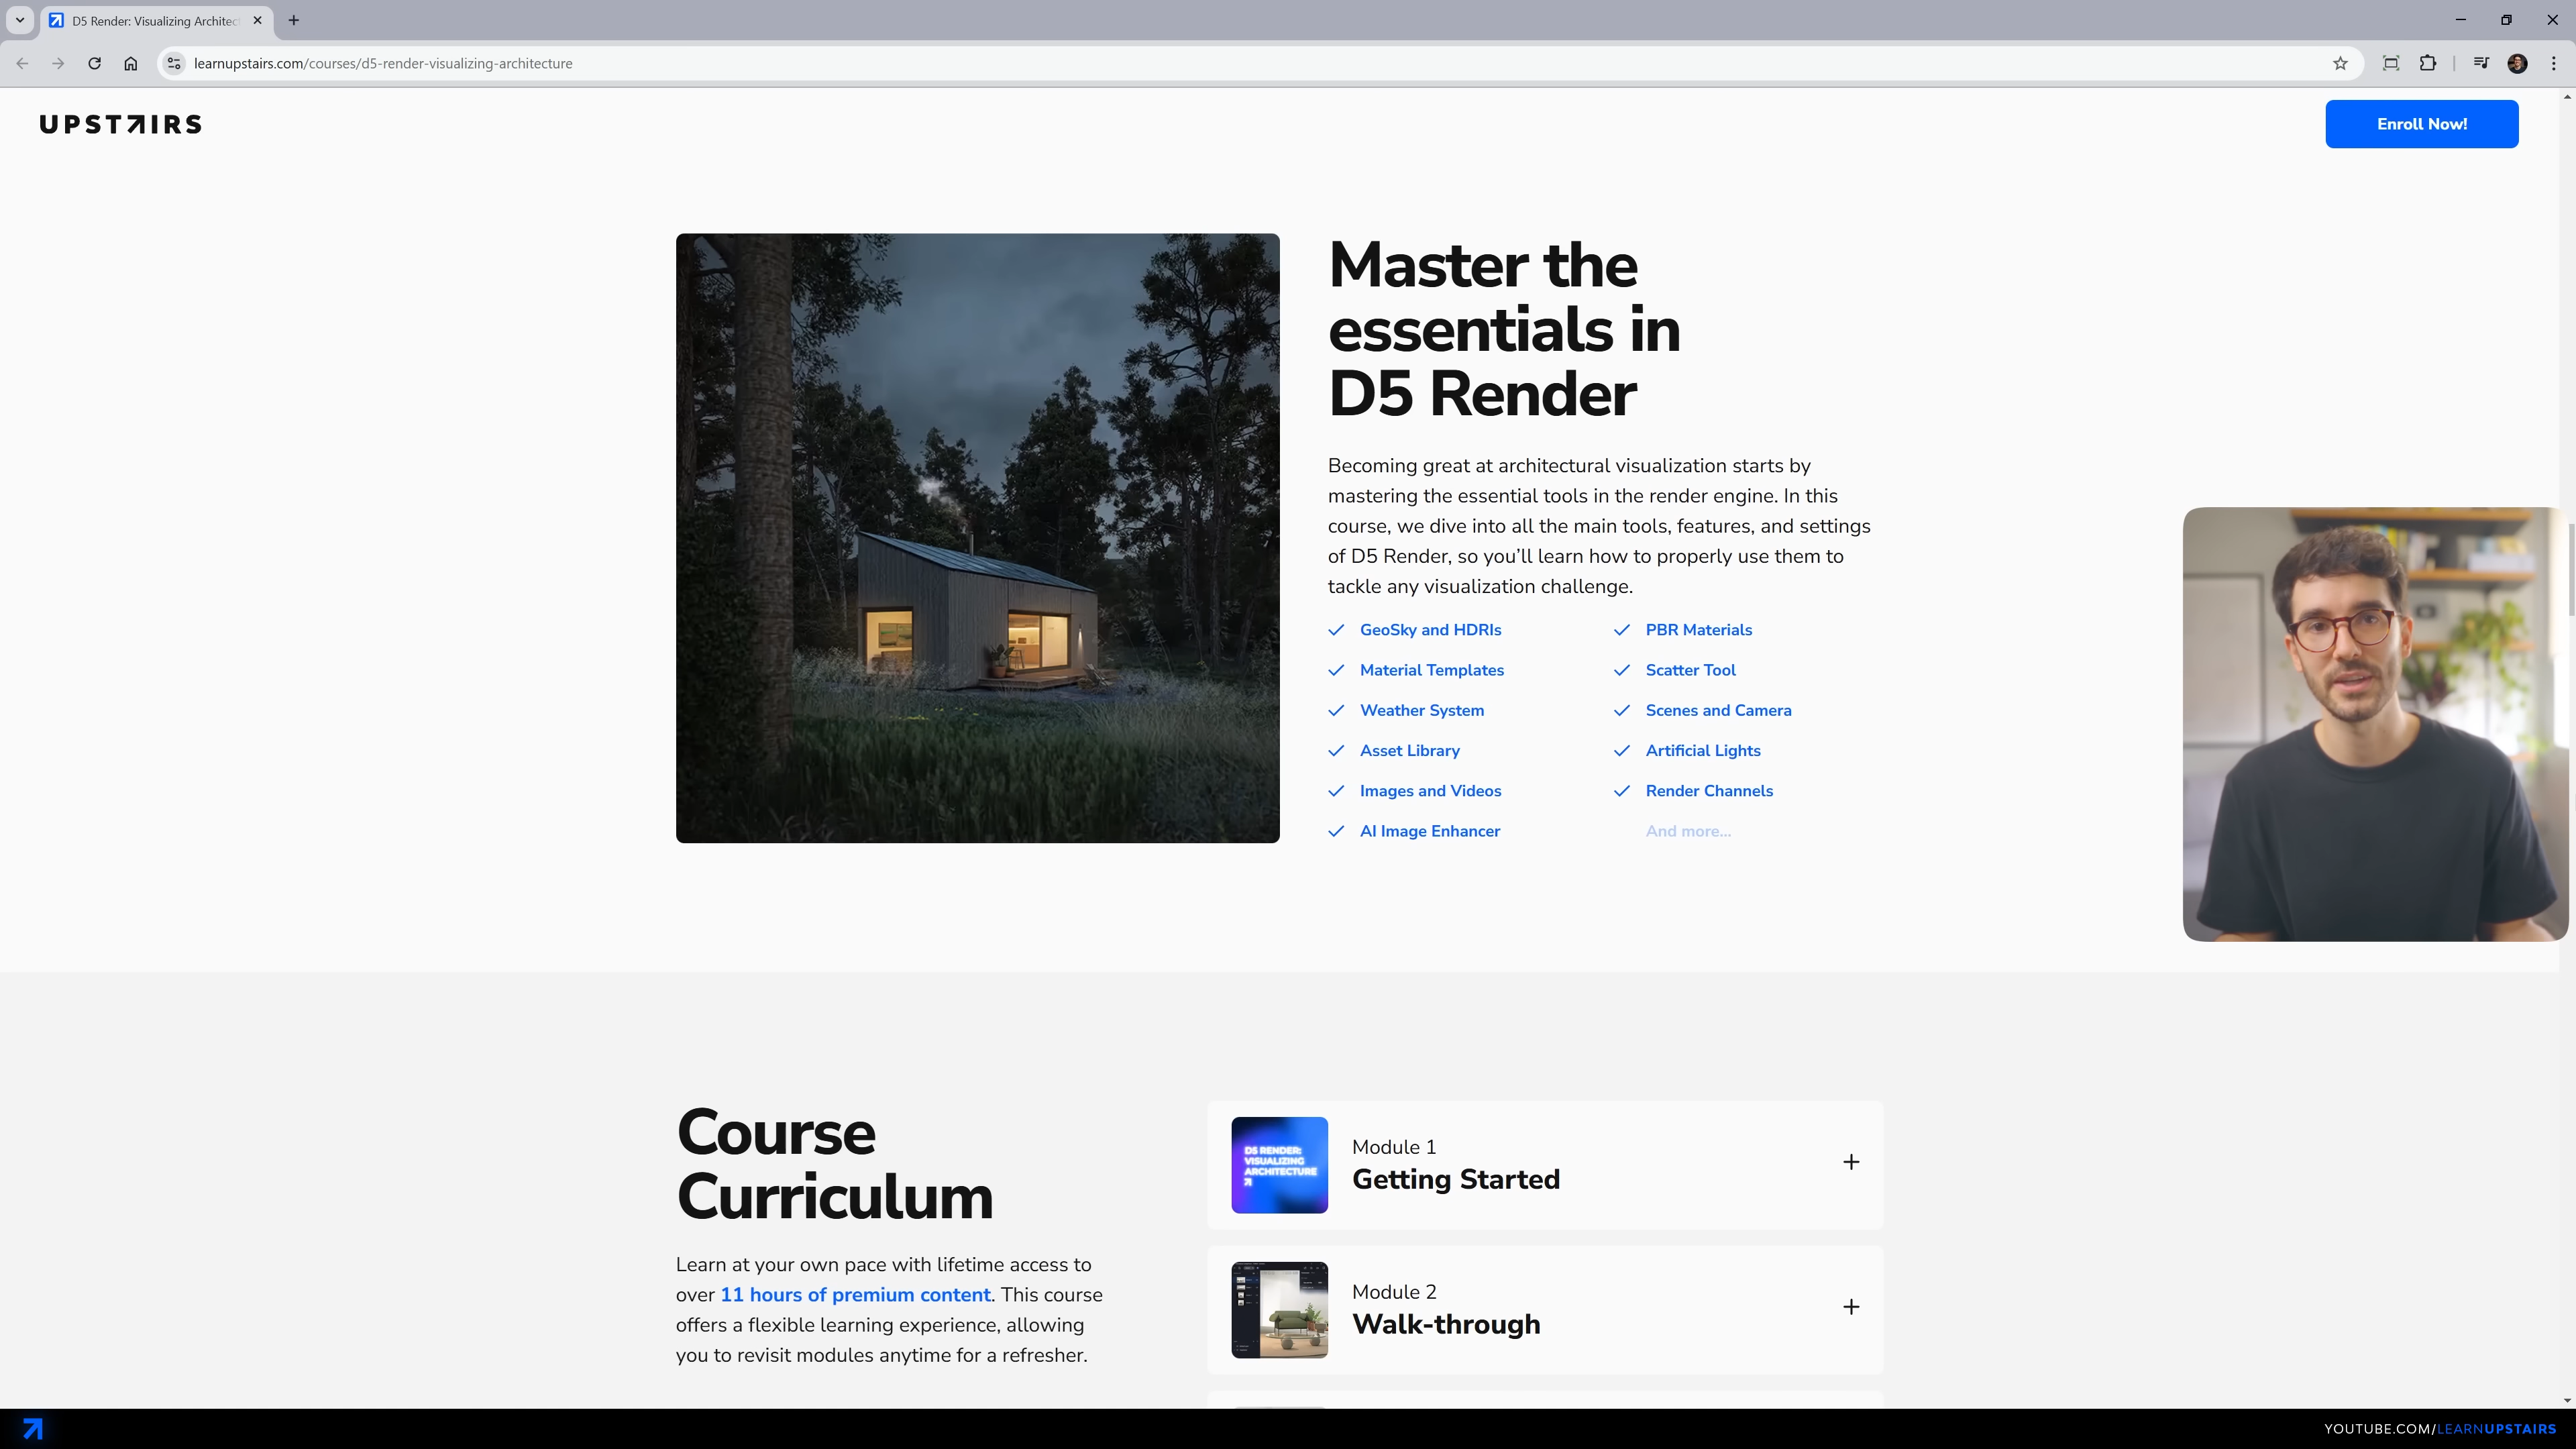 D5 Render: Visualizing Architec
learnupstairs.com/courses/d5-render-visualizing-architecture
UPSTAIRS
Enroll Now!
Master the
essentials in
D5 Render
Becoming great at architectural visualization starts by
mastering the essential tools in the render engine. In this
course, we dive into all the main tools, features, and settings
of D5 Render, so you’ll learn how to properly use them to
tackle any visualization challenge.
GeoSky and HDRIs
PBR Materials
Material Templates
Scatter Tool
Weather System
Scenes and Camera
Asset Library
Artificial Lights
Images and Videos
Render Channels
AI Image Enhancer
And more...
Course
Curriculum
Learn at your own pace with lifetime access to
over 11 hours of premium content. This course
offers a flexible learning experience, allowing
you to revisit modules anytime for a refresher.
D5 RENDER:
VISUALIZING
ARCHITECTURE
Module 1
Getting Started
Module 2
Walk-through
YOUTUBE.COM/LEARNUPSTAIRS